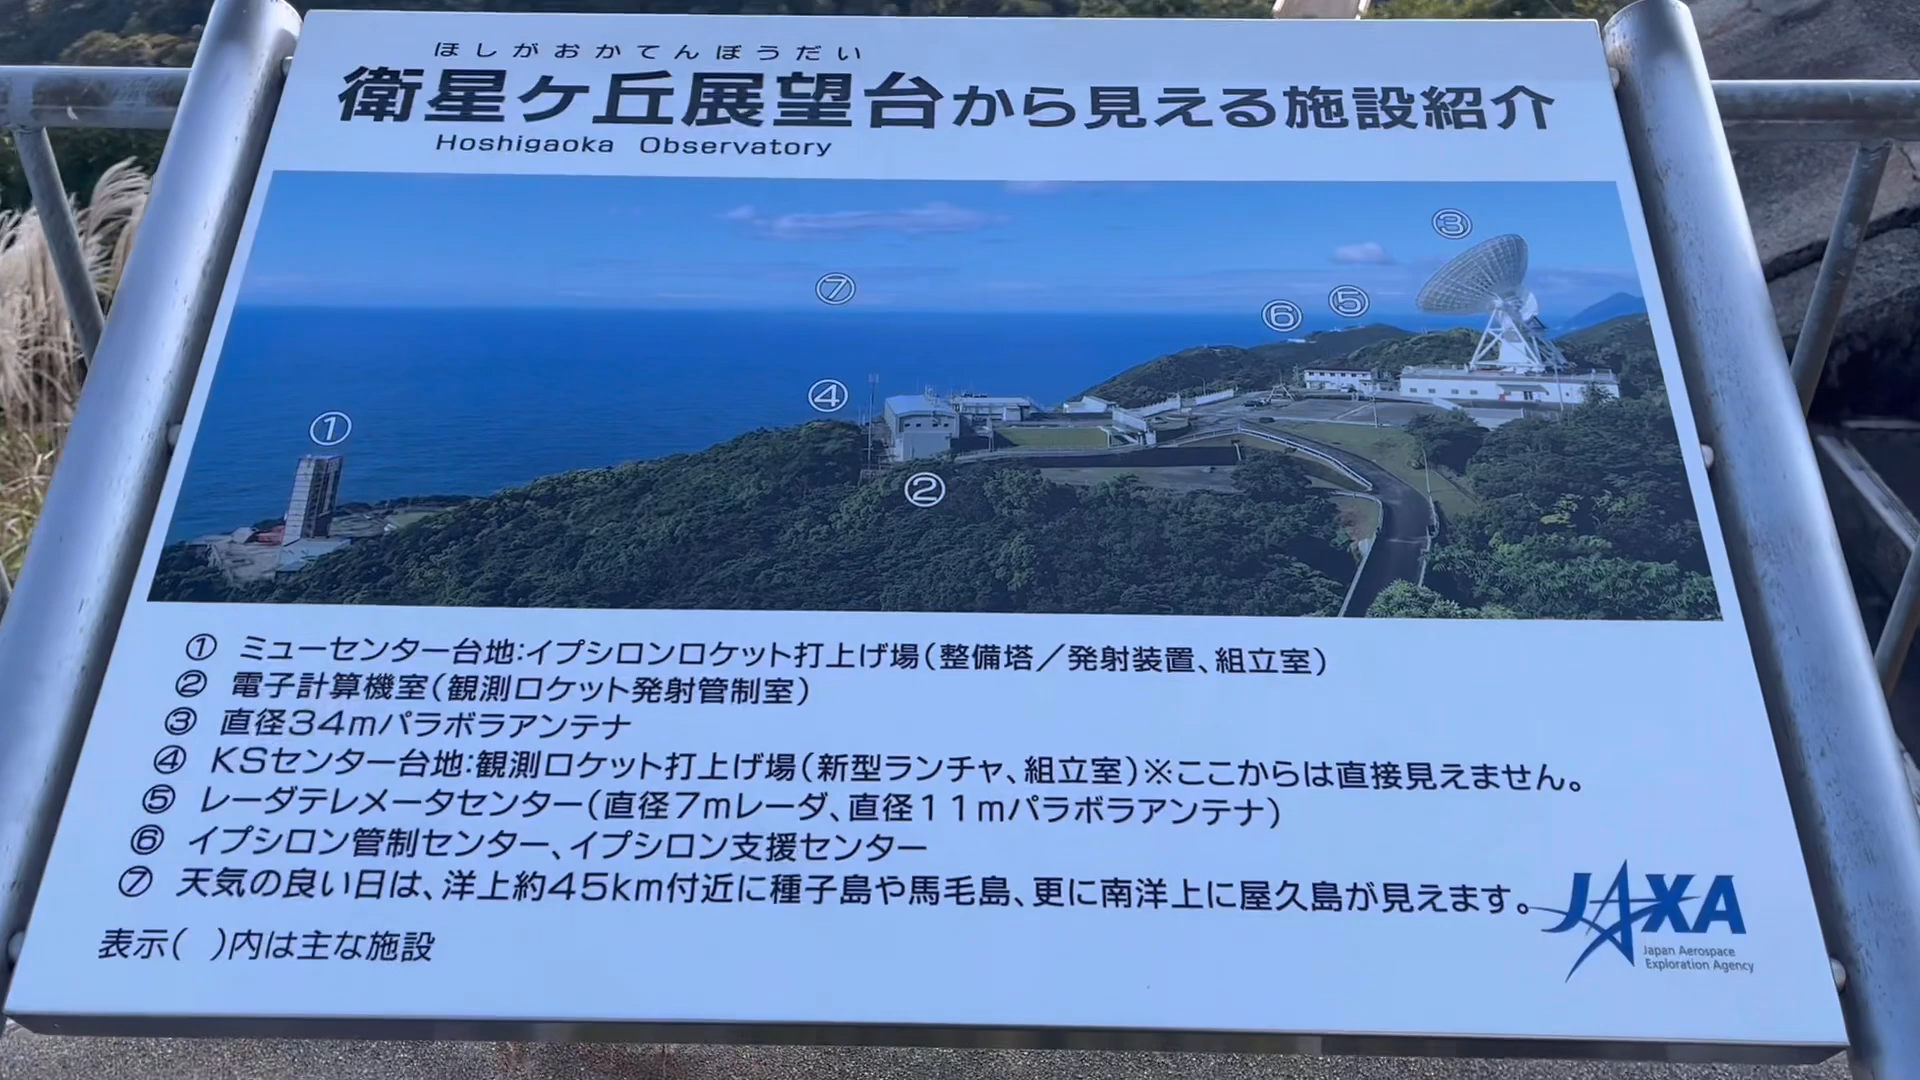 ほしがおかてんぼうだい
衛星ヶ丘展望台から見える施設紹介
Hoshigaoka Observatory
③
⑦
⑥ ⑤
④
①
②
① ミューセンター台地:イプシロンロケット打上げ場(整備塔/発射装置、組立室)
② 電子計算機室(観測ロケット発射管制室)
③ 直径34mパラボラアンテナ
④ KSセンター台地:観測ロケット打上げ場(新型ランチャ、組立室)※ここからは直接見えません。
⑤ レーダテレメータセンター(直径7mレーダ、直径11mパラボラアンテナ)
⑥ イプシロン管制センター、イプシロン支援センター
⑦ 天気の良い日は、洋上約45km付近に種子島や馬毛島、更に南洋上に屋久島が見えます。
表示( )内は主な施設
JAXA
Japan Aerospace
Exploration Agency